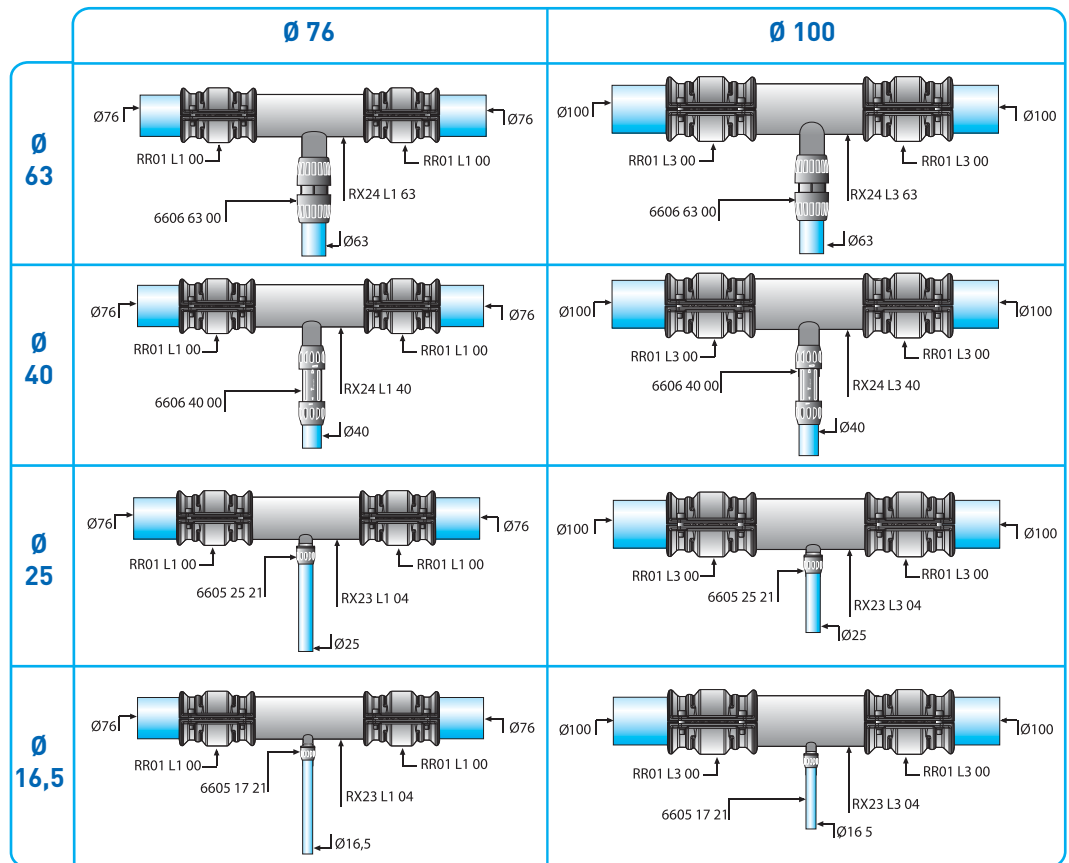 Ø 76
Ø 100
Ø
63
Ø76
Ø76
RR01 L1 00
RR01 L1 00
RX24 L1 63
6606 63 00
Ø63
Ø100
Ø100
RR01 L3 00
RR01 L3 00
RX24 L3 63
6606 63 00
Ø63
Ø
40
Ø76
Ø76
RR01 L1 00
RR01 L1 00
RX24 L1 40
6606 40 00
Ø40
Ø100
Ø100
RR01 L3 00
RR01 L3 00
6606 40 00
RX24 L3 40
Ø40
Ø
25
Ø76
Ø76
RR01 L1 00
RR01 L1 00
6605 25 21
RX23 L1 04
Ø25
Ø100
Ø100
RR01 L3 00
RR01 L3 00
6605 25 21
RX23 L3 04
Ø25
Ø
16,5
Ø76
Ø76
RR01 L1 00
RR01 L1 00
6605 17 21
RX23 L1 04
Ø16,5
Ø100
Ø100
RR01 L3 00
RR01 L3 00
RX23 L3 04
6605 17 21
Ø16 5